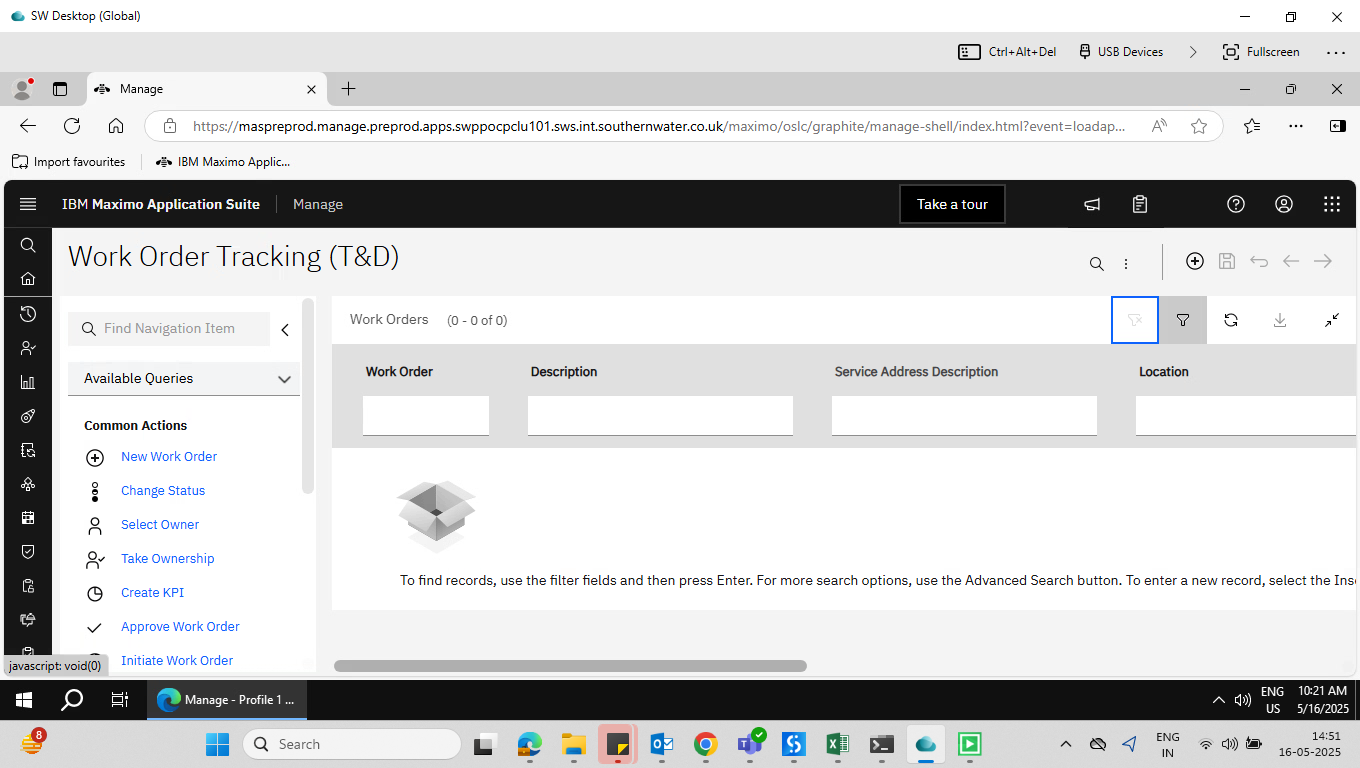 SW Desktop (Global)
Ctrl+Alt+Del
USB Devices
Fullscreen
Manage
https://maspreprod.manage.preprod.apps.swppocpclu101.sws.int.southernwater.co.uk/maximo/oslc/graphite/manage-shell/index.html?event=loadap...
Import favourites
IBM Maximo Applic...
IBM Maximo Application Suite
Manage
Take a tour
Work Order Tracking (T&D)
Find Navigation Item
Work Orders (0 - 0 of 0)
Available Queries
Work Order
Description
Service Address Description
Location
Common Actions
New Work Order
Change Status
Select Owner
Take Ownership
Create KPI
To find records, use the filter fields and then press Enter. For more search options, use the Advanced Search button. To enter a new record, select the Inse
Approve Work Order
Initiate Work Order
javascript: void(0)
Manage - Profile 1 ...
ENG
US
10:21 AM
5/16/2025
8
Search
ENG
IN
14:51
16-05-2025